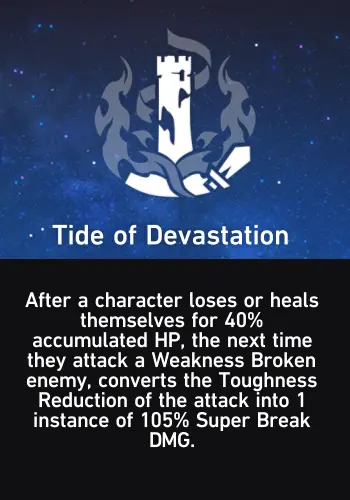 Tide of Devastation
After a character loses or heals
themselves for 40%
accumulated HP, the next time
they attack a Weakness Broken
enemy, converts the Toughness
Reduction of the attack into 1
instance of 105% Super Break
DMG.